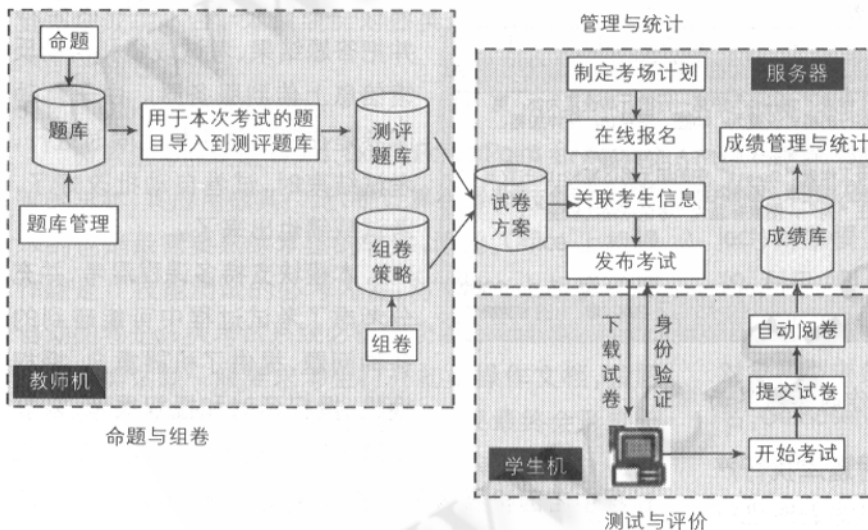 命题
题库
题库管理
用于本次考试的题
目导入到测评题库
测评
题库
组卷
策略
组卷
教师机
命题与组卷
管理与统计
制定考场计划
服务器
在线报名
成绩管理与统计
试卷
方案
关联考生信息
成绩库
发布考试
下载试卷
身份验证
自动阅卷
提交试卷
开始考试
学生机
测试与评价